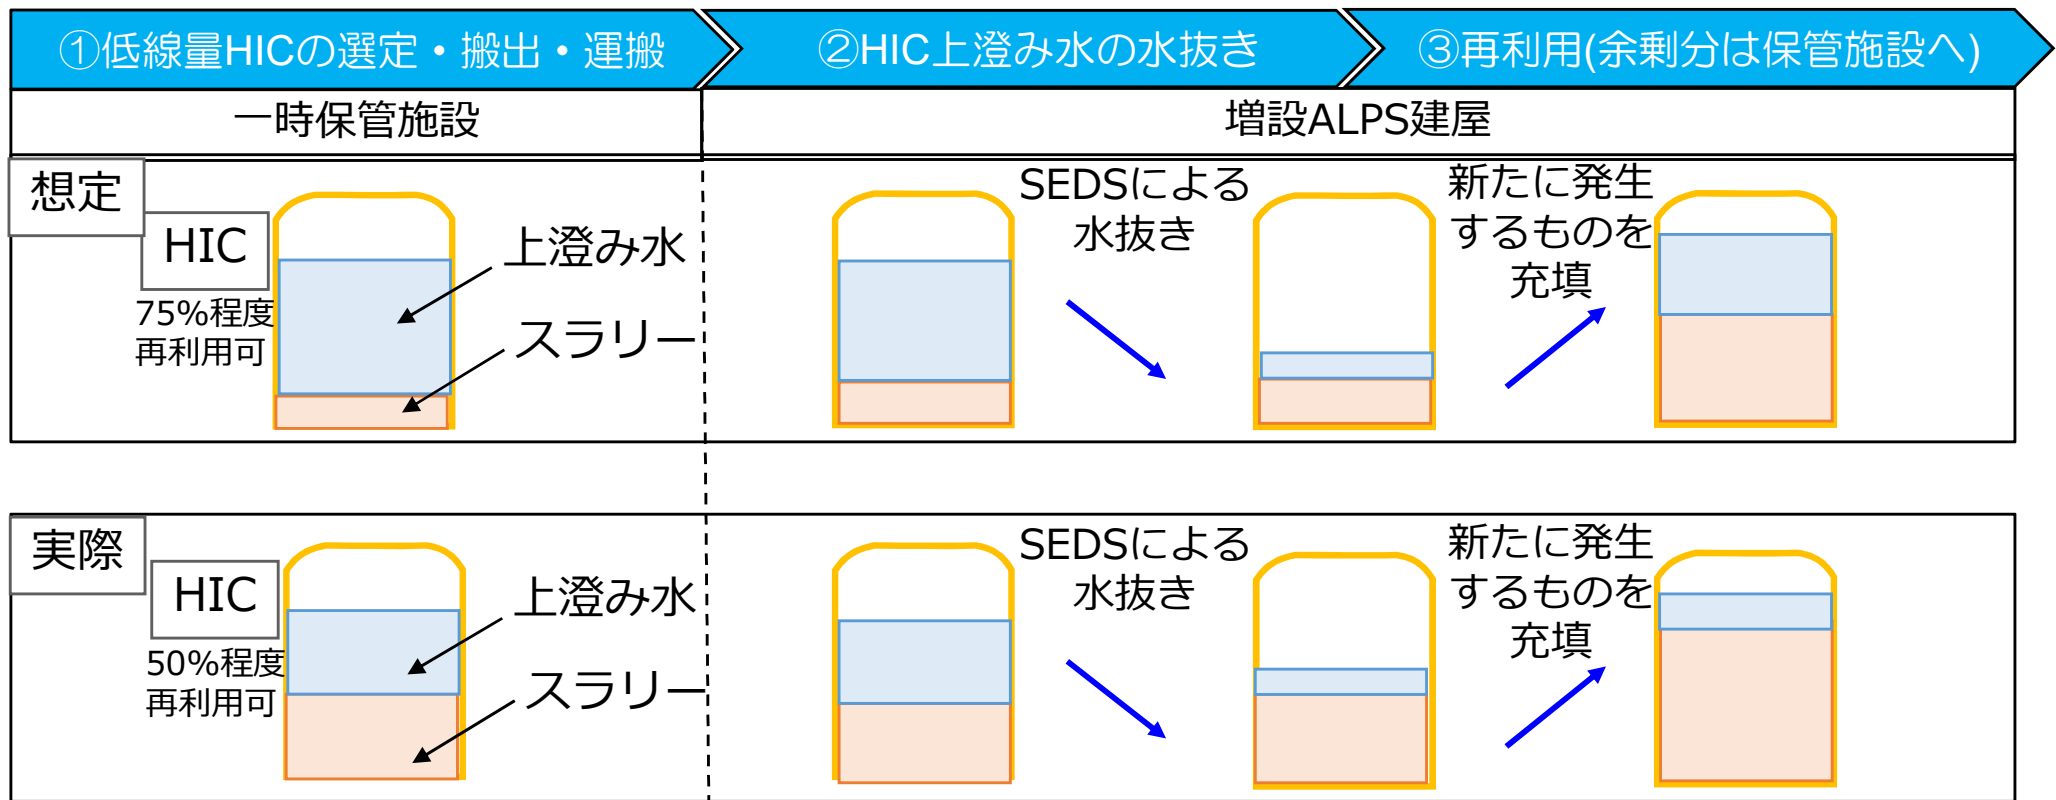 ①低線量HICの選定・搬出・運搬
②HIC上澄み水の水抜き
③再利用(余剰分は保管施設へ)
一時保管施設
増設ALPS建屋
想定
HIC
75%程度
再利用可
上澄み水
スラリー
SEDSによる
水抜き
新たに発生
するものを
充填
実際
HIC
50%程度
再利用可
上澄み水
スラリー
SEDSによる
水抜き
新たに発生
するものを
充填